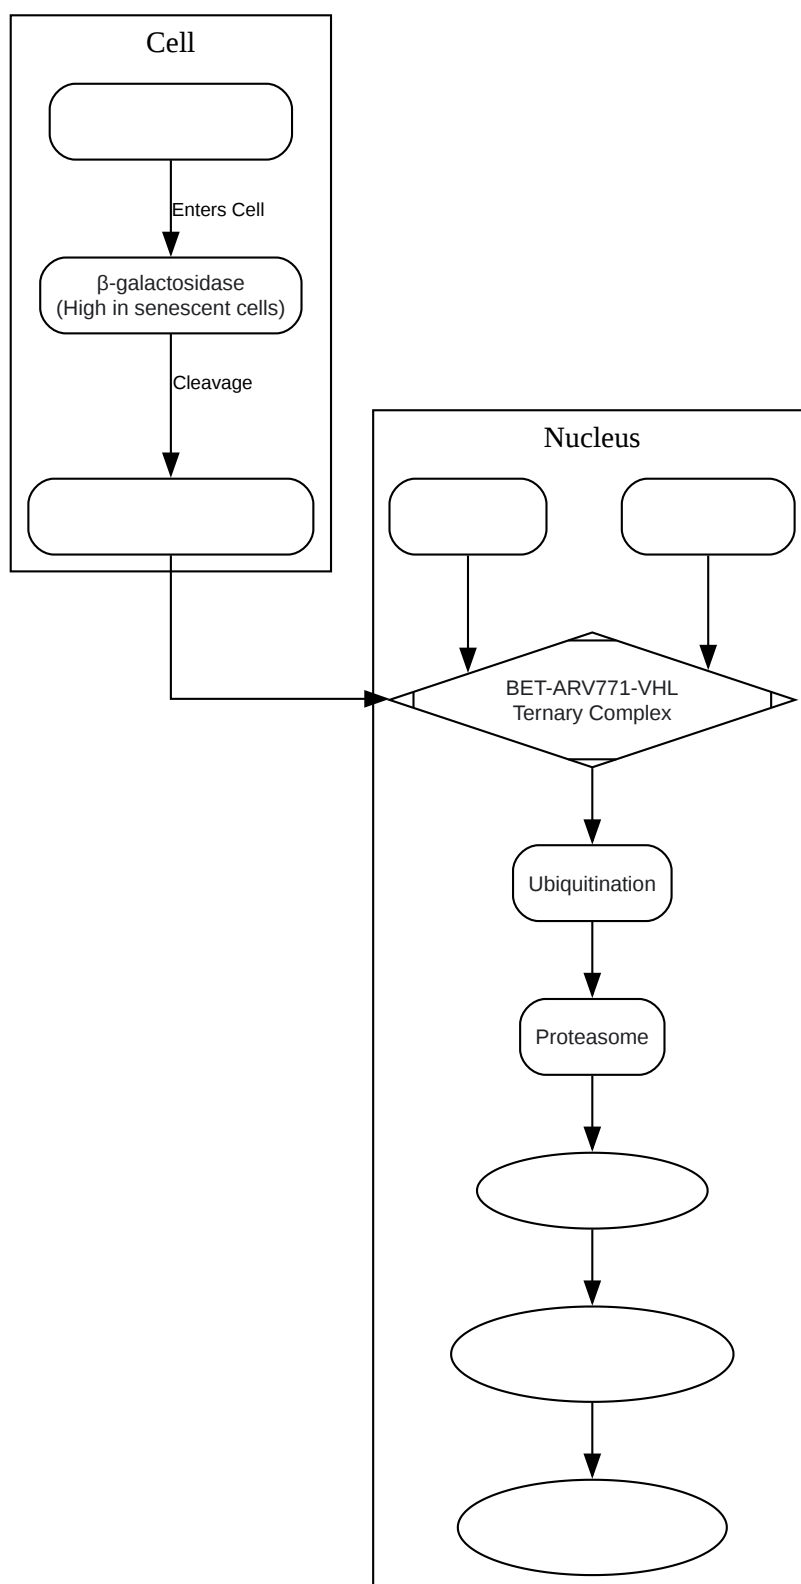 Cell
Enters Cell
β-galactosidase
(High in senescent cells)
Cleavage
Nucleus
BET-ARV771-VHL
Ternary Complex
Ubiquitination
Proteasome